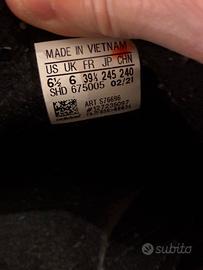 MADE IN VIETNAM
US UK FR JP CHN
6½ 6 39⅓ 245 240
SHD 675005 02/21
ART S76696
subito